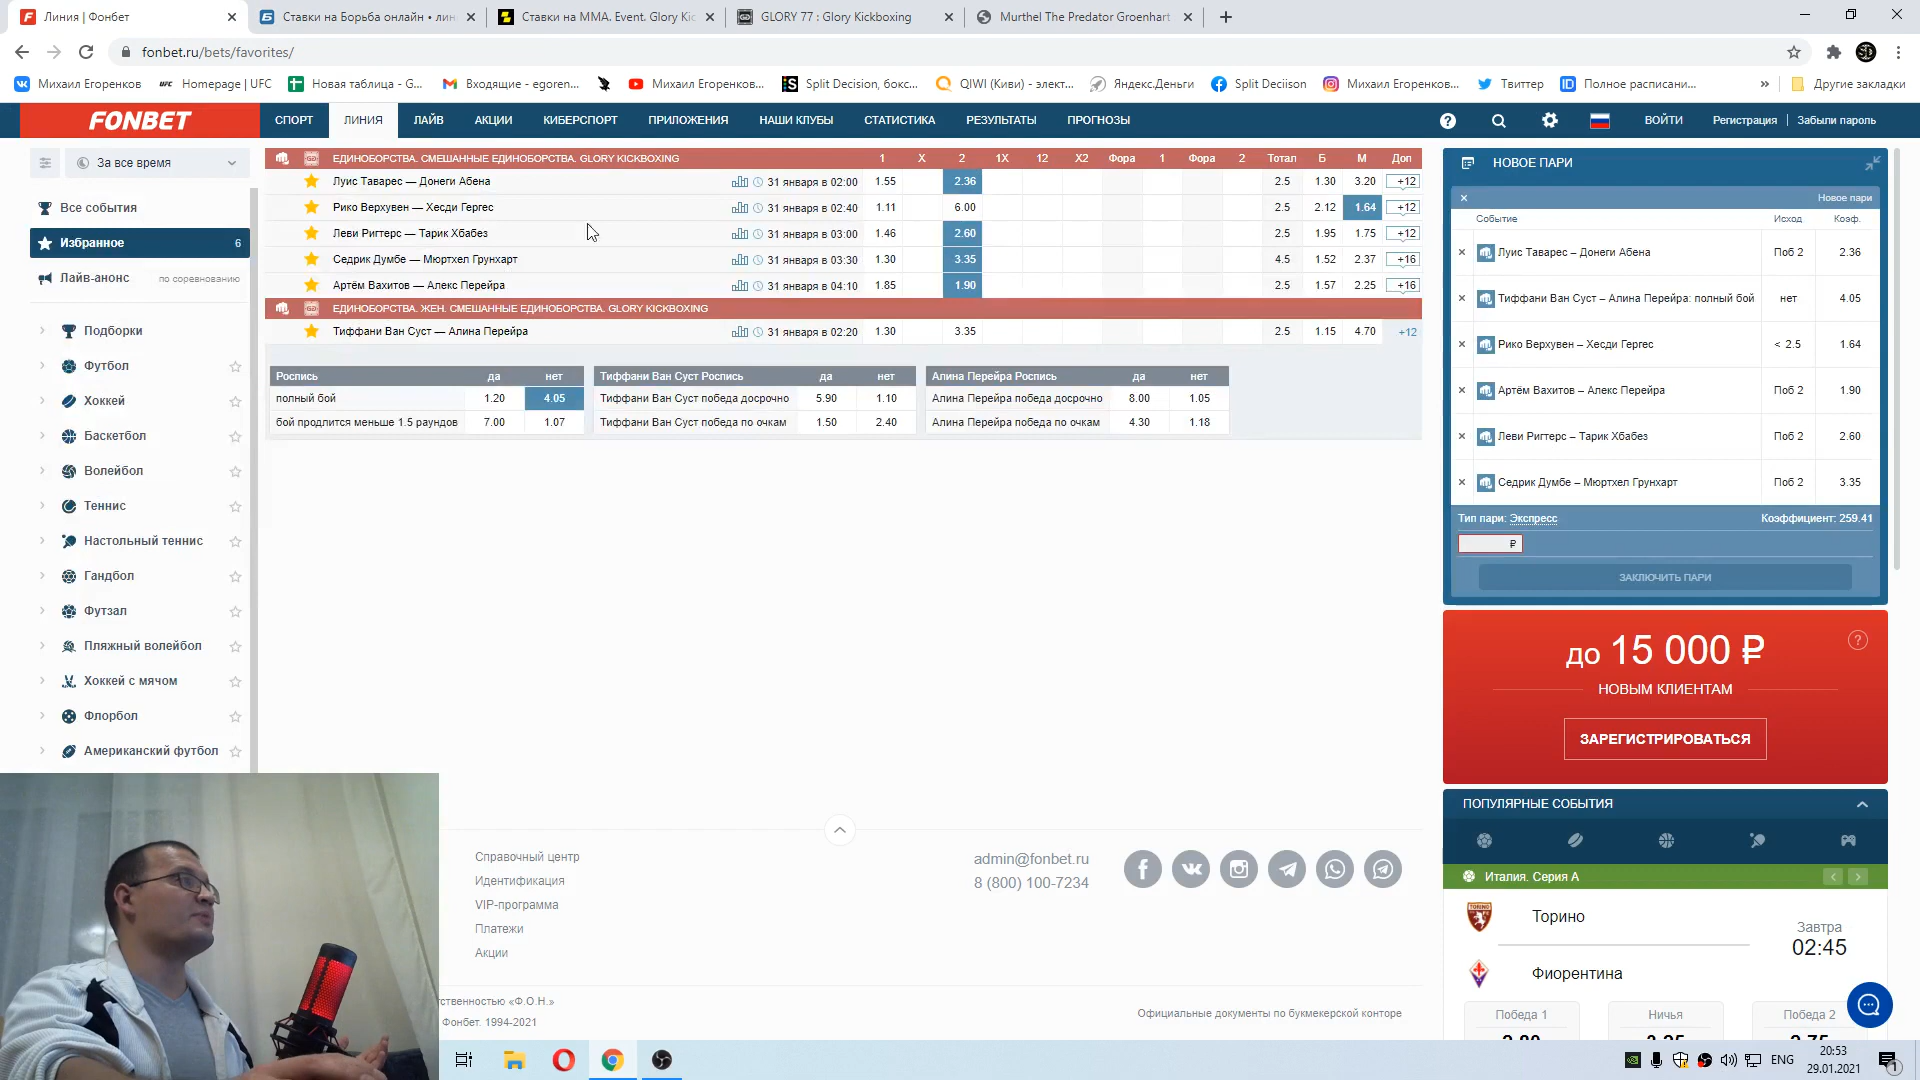 Линия | Фонбет
Ставки на Борьба онлайн • лин
Ставки на ММА. Event. Glory Kic
GLORY 77 : Glory Kickboxing
Murthel The Predator Groenhart
fonbet.ru/bets/favorites/
Михаил Егоренков
Homepage | UFC
Новая таблица - G...
Входящие - egoren...
Михаил Егоренков...
Split Decision, бокс...
QIWI (Киви) - элект...
Яндекс.Деньги
Split Deciison
Михаил Егоренков...
Твиттер
Полное расписани...
Другие закладки
FONBET
СПОРТ
ЛИНИЯ
ЛАЙВ
АКЦИИ
КИБЕРСПОРТ
ПРИЛОЖЕНИЯ
НАШИ КЛУБЫ
СТАТИСТИКА
РЕЗУЛЬТАТЫ
ПРОГНОЗЫ
ВОЙТИ
Регистрация
Забыли пароль
За все время
Все события
Избранное 6
Лайв-анонс по соревнованию
Подборки
Футбол
Хоккей
Баскетбол
Волейбол
Теннис
Настольный теннис
Гандбол
Футзал
Пляжный волейбол
Хоккей с мячом
Флорбол
Американский футбол
ЕДИНОБОРСТВА. СМЕШАННЫЕ ЕДИНОБОРСТВА. GLORY KICKBOXING 1 X 2 1X 12 X2 Фора 1 Фора 2 Тотал Б М Доп
Луис Таварес — Донеги Абена 31 января в 02:00 1.55 2.36 2.5 1.30 3.20 +12
Рико Верхувен — Хесди Гергес 31 января в 02:40 1.11 6.00 2.5 2.12 1.64 +12
Леви Ригтерс — Тарик Хбабез 31 января в 03:00 1.46 2.60 2.5 1.95 1.75 +12
Седрик Думбе — Мюртхел Грунхарт 31 января в 03:30 1.30 3.35 4.5 1.52 2.37 +16
Артём Вахитов — Алекс Перейра 31 января в 04:10 1.85 1.90 2.5 1.57 2.25 +16
ЕДИНОБОРСТВА. ЖЕН. СМЕШАННЫЕ ЕДИНОБОРСТВА. GLORY KICKBOXING
Тиффани Ван Суст — Алина Перейра 31 января в 02:20 1.30 3.35 2.5 1.15 4.70 +12
Роспись да нет
полный бой 1.20 4.05
бой продлится меньше 1.5 раундов 7.00 1.07
Тиффани Ван Суст Роспись да нет
Тиффани Ван Суст победа досрочно 5.90 1.10
Тиффани Ван Суст победа по очкам 1.50 2.40
Алина Перейра Роспись да нет
Алина Перейра победа досрочно 8.00 1.05
Алина Перейра победа по очкам 4.30 1.18
НОВОЕ ПАРИ
Новое пари
Событие Исход Коэф.
Луис Таварес – Донеги Абена Поб 2 2.36
Тиффани Ван Суст – Алина Перейра: полный бой нет 4.05
Рико Верхувен – Хесди Гергес < 2.5 1.64
Артём Вахитов – Алекс Перейра Поб 2 1.90
Леви Ригтерс – Тарик Хбабез Поб 2 2.60
Седрик Думбе – Мюртхел Грунхарт Поб 2 3.35
Тип пари: Экспресс Коэффициент: 259.41
₽
ЗАКЛЮЧИТЬ ПАРИ
до 15 000 ₽
НОВЫМ КЛИЕНТАМ
ЗАРЕГИСТРИРОВАТЬСЯ
ПОПУЛЯРНЫЕ СОБЫТИЯ
Италия. Серия А
Торино
Фиорентина
Завтра
02:45
Победа 1
Ничья
Победа 2
Справочный центр
Идентификация
VIP-программа
Платежи
Акции
admin@fonbet.ru
8 (800) 100-7234
тственностью «Ф.О.Н.»
Фонбет. 1994-2021
Официальные документы по букмекерской конторе
ENG
20:53
29.01.2021